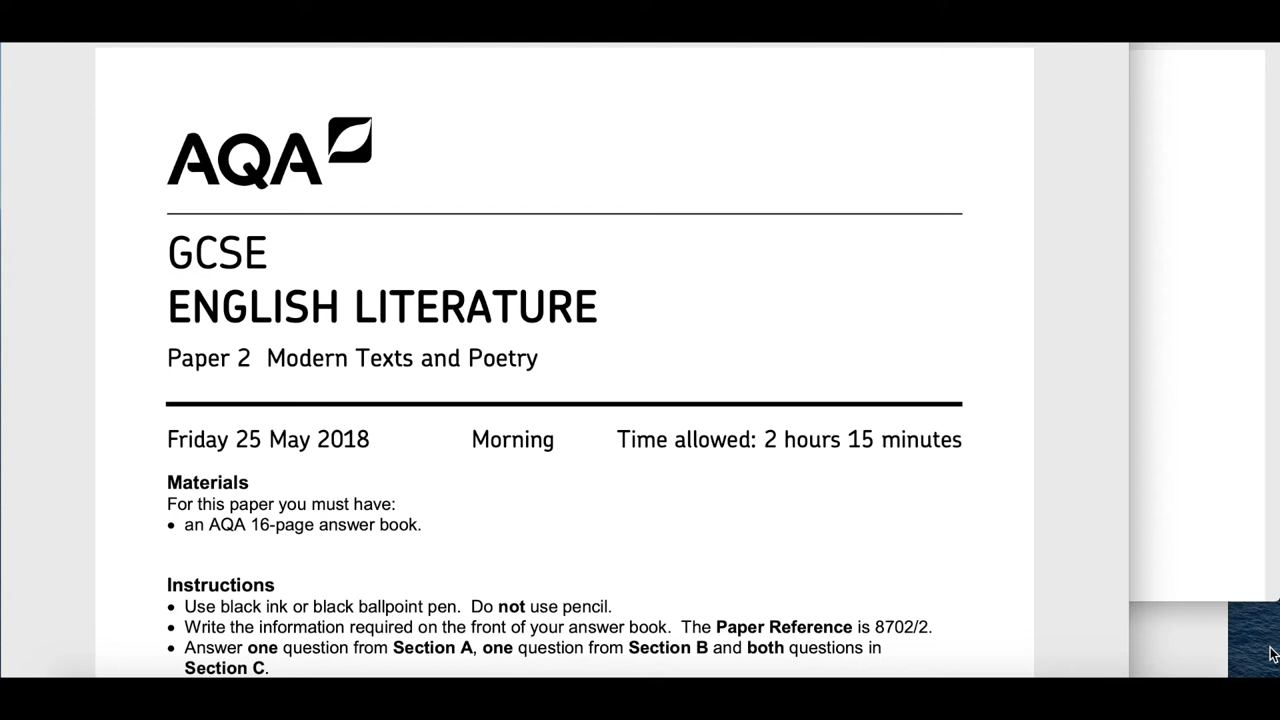 AQA
GCSE
ENGLISH LITERATURE
Paper 2 Modern Texts and Poetry
Friday 25 May 2018 Morning Time allowed: 2 hours 15 minutes
Materials
For this paper you must have:
• an AQA 16-page answer book.
Instructions
• Use black ink or black ballpoint pen. Do not use pencil.
• Write the information required on the front of your answer book. The Paper Reference is 8702/2.
• Answer one question from Section A, one question from Section B and both questions in
Section C.